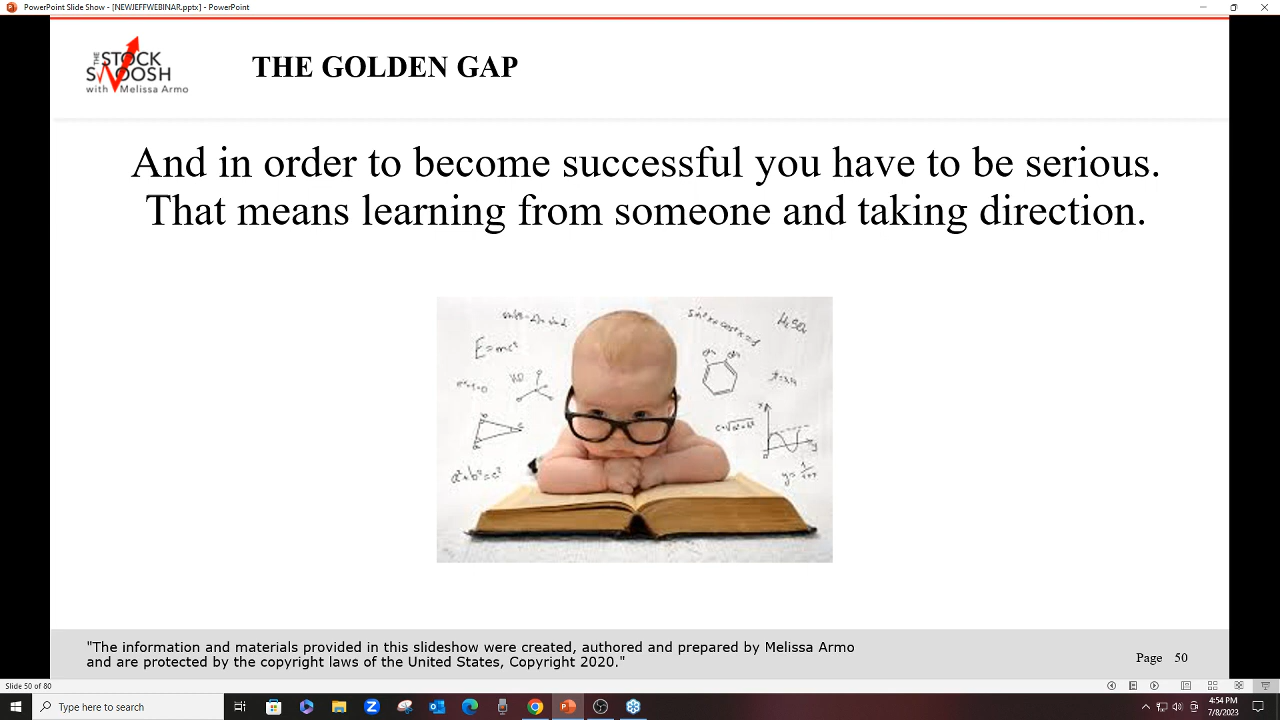 PowerPoint Slide Show - [NEWJEFFWEBINAR.pptx] - PowerPoint
THE STOCK
SWOOSH
with Melissa Armo
THE GOLDEN GAP
And in order to become successful you have to be serious.
That means learning from someone and taking direction.
E=mc²
a²+b²=c²
"The information and materials provided in this slideshow were created, authored and prepared by Melissa Armo
and are protected by the copyright laws of the United States, Copyright 2020."
Page 50
Slide 50 of 80
Type here to search
4:54 PM
7/8/2023